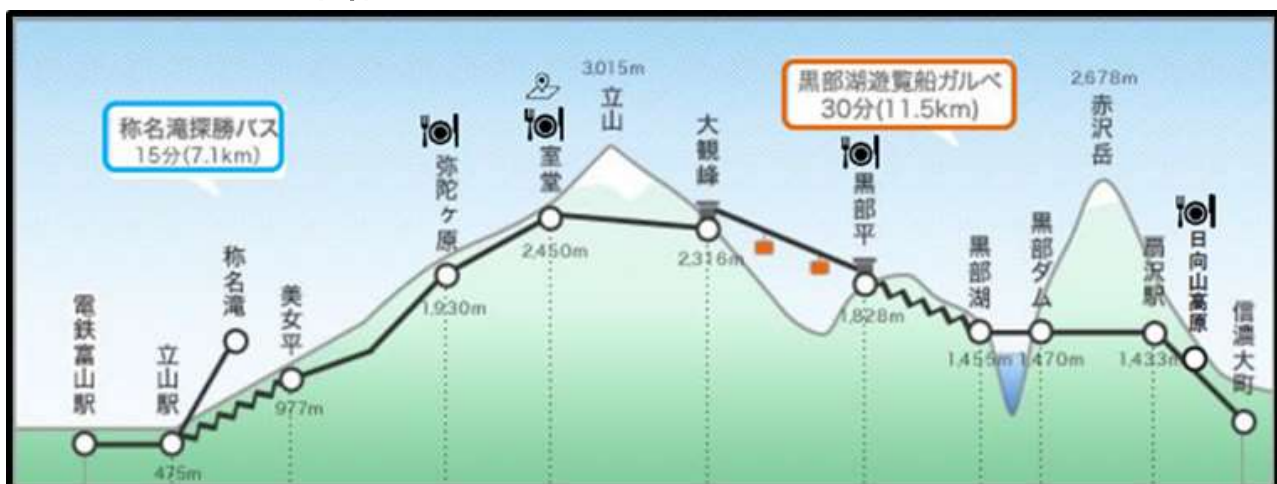 称名滝探勝バス
15分(7.1km)
黒部湖遊覧船ガルベ
30分(11.5km)
3,015m
立山
2,678m
赤沢岳
電鉄富山駅
立山駅
475m
称名滝
美女平
977m
弥陀ヶ原
1,930m
室堂
2,450m
大観峰
2,316m
黒部平
1,828m
黒部湖
1,455m
黒部ダム
1,470m
扇沢駅
1,433m
日向山高原
信濃大町